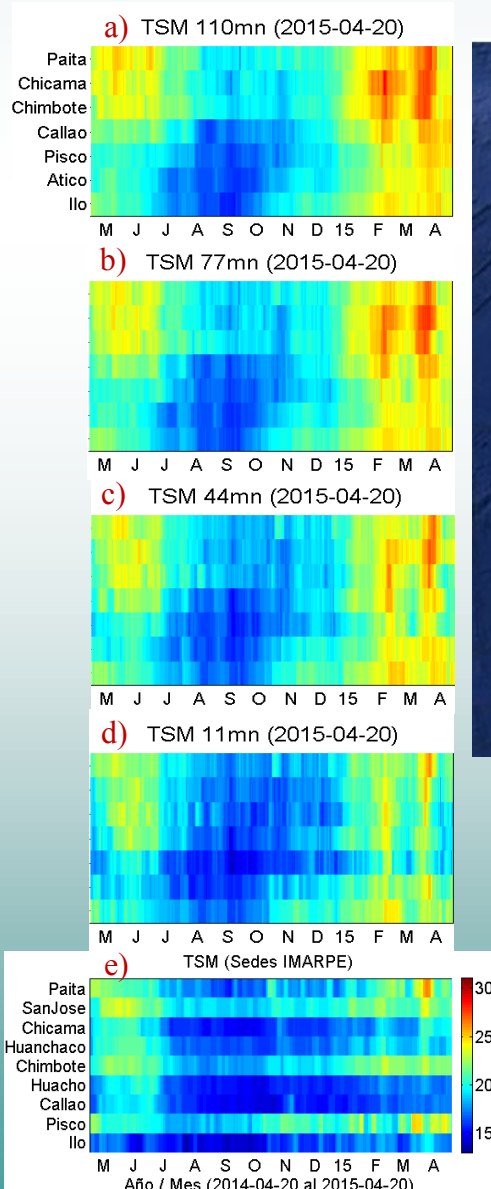 a) TSM 110mn (2015-04-20)
Paita
Chicama
Chimbote
Callao
Pisco
Atico
Ilo
M J J A S O N D 15 F M A
b) TSM 77mn (2015-04-20)
M J J A S O N D 15 F M A
c) TSM 44mn (2015-04-20)
M J J A S O N D 15 F M A
d) TSM 11mn (2015-04-20)
M J J A S O N D 15 F M A
e) TSM (Sedes IMARPE)
Paita
SanJose
Chicama
Huanchaco
Chimbote
Huacho
Callao
Pisco
Ilo
30
25
20
15
M J J A S O N D 15 F M A
Año / Mes (2014-04-20 al 2015-04-20)